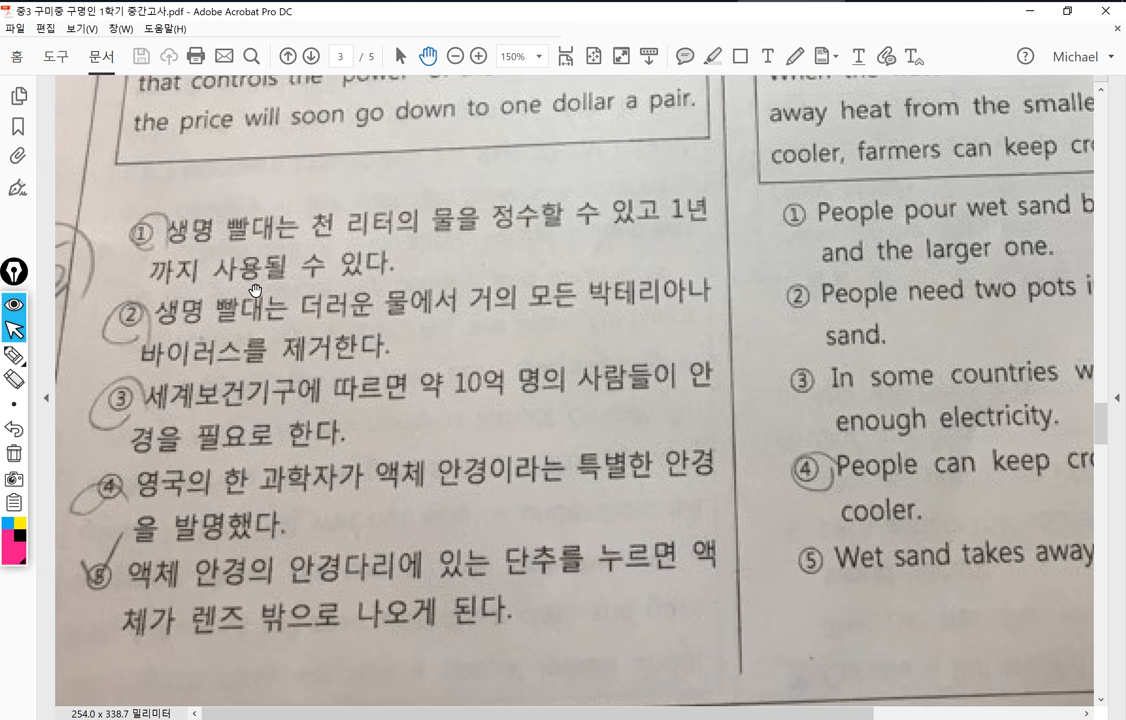 중3 구미중 구명인 1학기 중간고사.pdf - Adobe Acrobat Pro DC
파일 편집 보기(V) 창(W) 도움말(H)
홈 도구 문서 3 / 5 150% Michael
that controls the power
the price will soon go down to one dollar a pair.
① 생명 빨대는 천 리터의 물을 정수할 수 있고 1년
까지 사용될 수 있다.
② 생명 빨대는 더러운 물에서 거의 모든 박테리아나
바이러스를 제거한다.
③ 세계보건기구에 따르면 약 10억 명의 사람들이 안
경을 필요로 한다.
④ 영국의 한 과학자가 액체 안경이라는 특별한 안경
을 발명했다.
⑤ 액체 안경의 안경다리에 있는 단추를 누르면 액
체가 렌즈 밖으로 나오게 된다.
away heat from the smalle
cooler, farmers can keep cr
① People pour wet sand b
and the larger one.
② People need two pots i
sand.
③ In some countries w
enough electricity.
④ People can keep cr
cooler.
⑤ Wet sand takes away
254.0 x 338.7 밀리미터